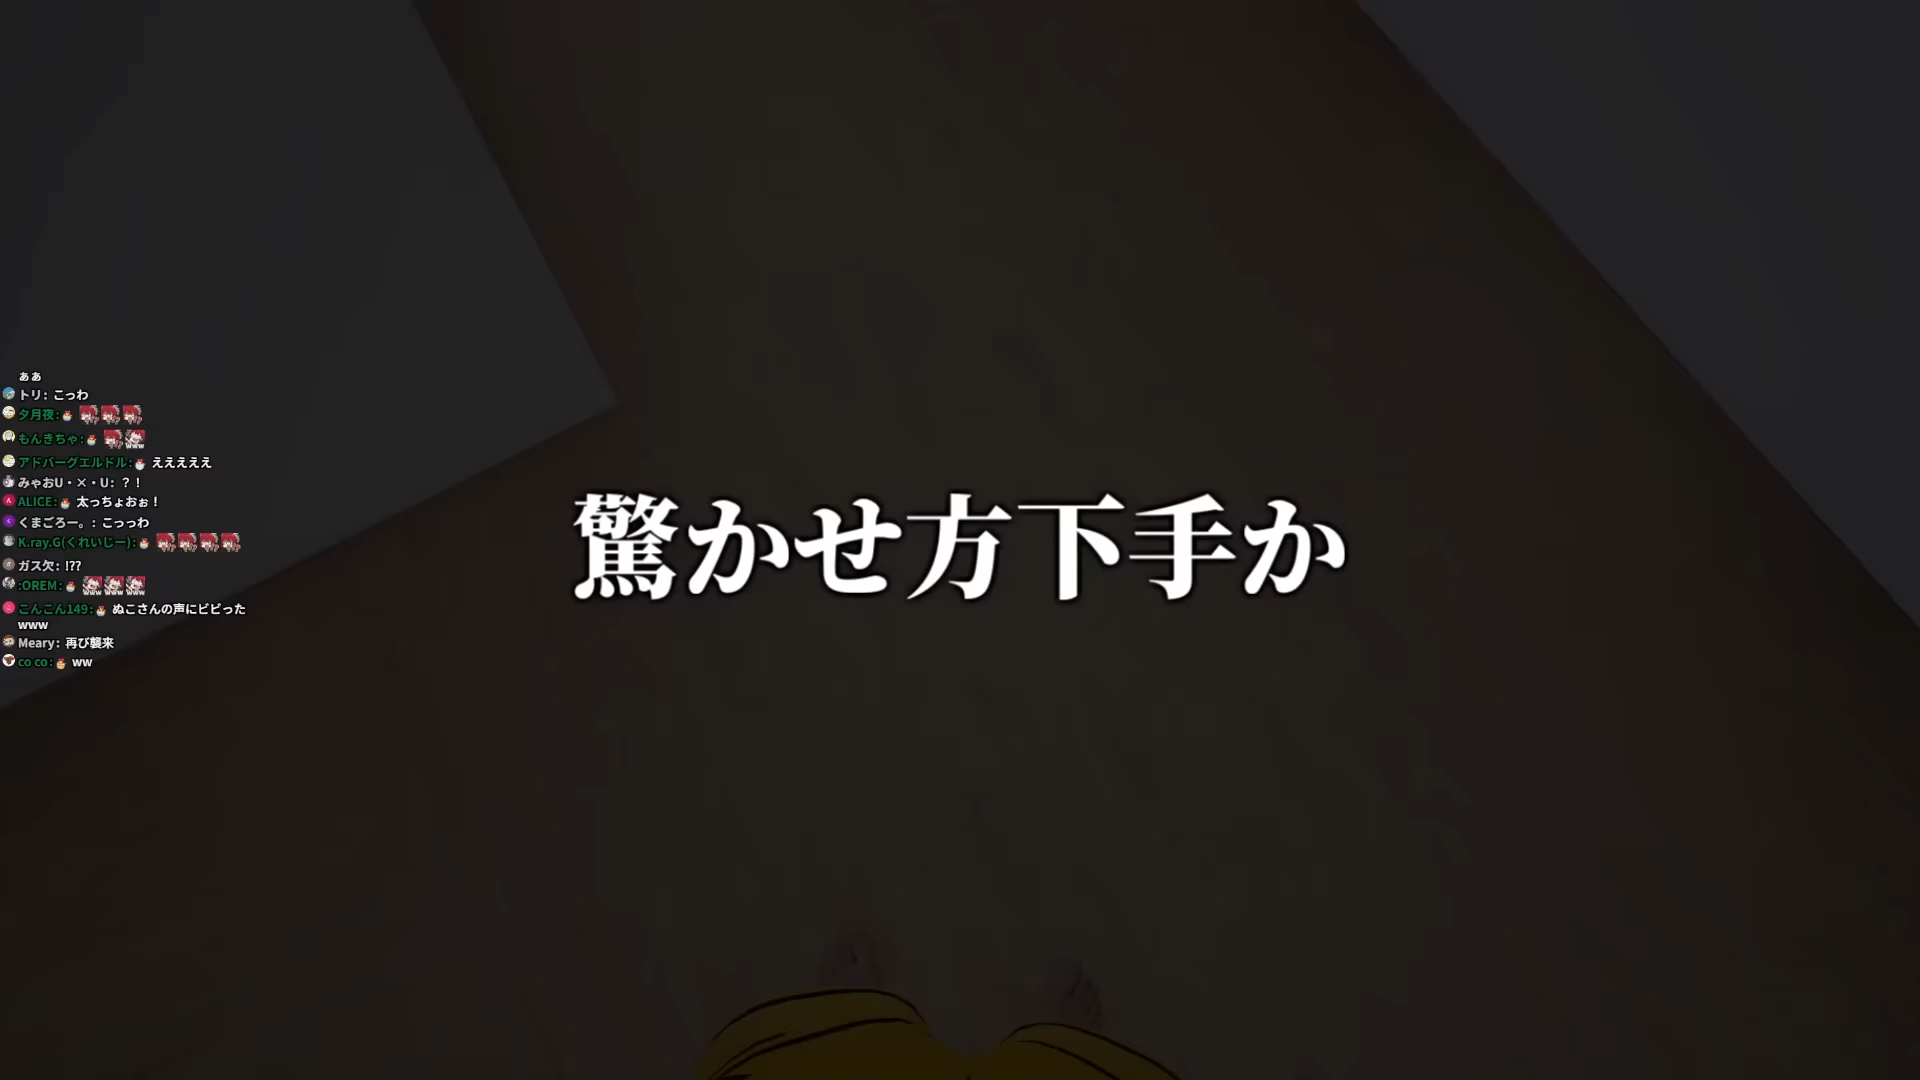 ぁぁ
トリ: こっわ
夕月夜:
もんきちゃ:
アドバーグエルドル: えええええ
みゃおU・×・U: ？！
ALICE: 太っちょおぉ！
くまごろー。: こっっわ
K.ray.G(くれいじー):
ガス欠: !??
:OREM:
こんこん149: ぬこさんの声にビビった
www
Meary: 再び襲来
co co: ww
驚かせ方下手か